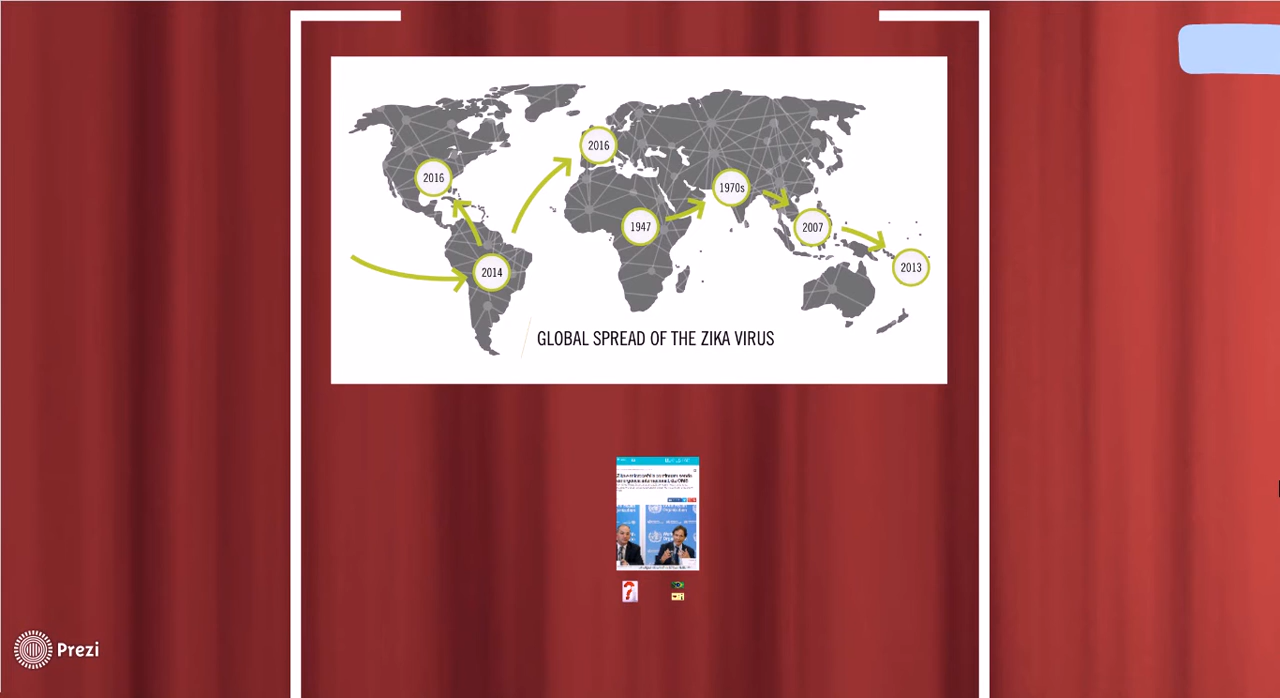 2016
2016
1970s
1947
2007
2013
2014
GLOBAL SPREAD OF THE ZIKA VIRUS
Prezi